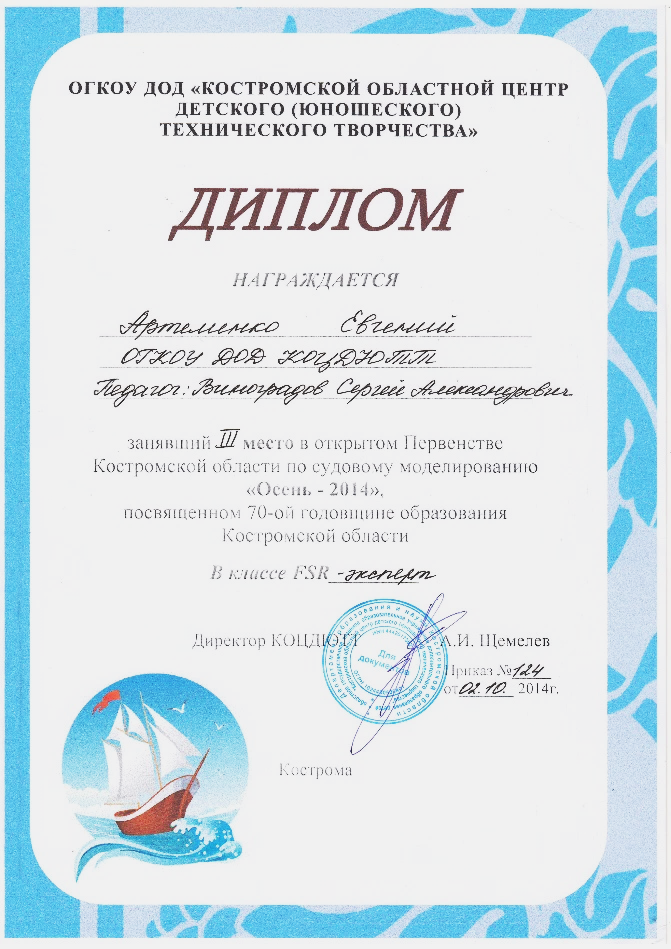 ОГКОУ ДОД «КОСТРОМСКОЙ ОБЛАСТНОЙ ЦЕНТР
ДЕТСКОГО (ЮНОШЕСКОГО)
ТЕХНИЧЕСКОГО ТВОРЧЕСТВА»
ДИПЛОМ
НАГРАЖДАЕТСЯ
Артеменко Евгений
ОГКОУ ДОД КОЦДЮТТ
Педагог: Виноградов Сергей Александрович
занявший III место в открытом Первенстве
Костромской области по судовому моделированию
«Осень - 2014»,
посвященном 70-ой годовщине образования
Костромской области
В классе FSR -эксперт
Директор КОЦДЮТТ А.И. Щемелев
Для
документов
Приказ № 124
от 02.10. 2014г.
Кострома